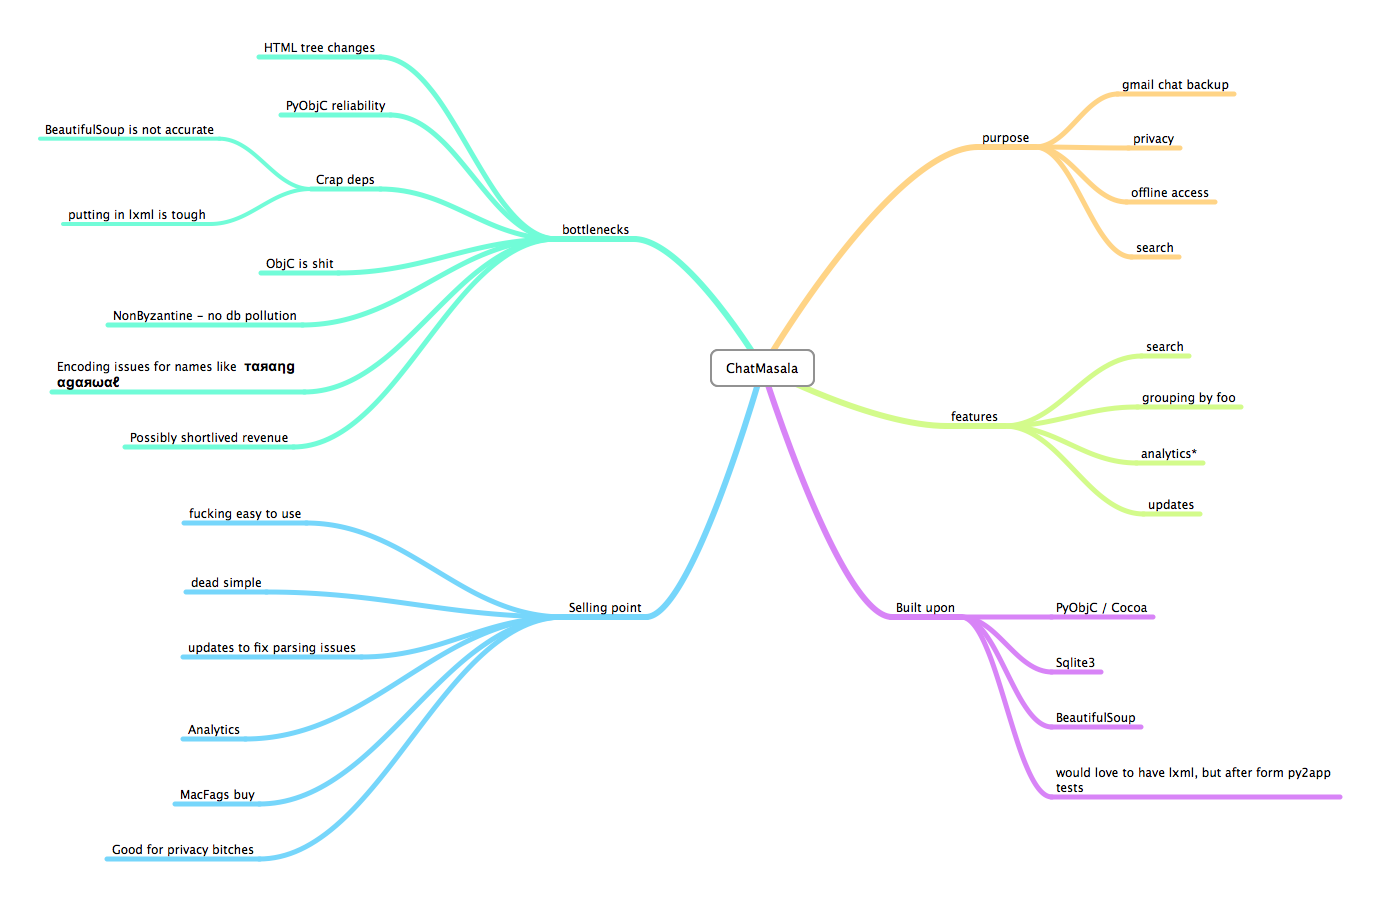 ChatMasala
purpose
gmail chat backup
privacy
offline access
search
features
search
grouping by foo
analytics*
updates
Built upon
PyObjC / Cocoa
Sqlite3
BeautifulSoup
would love to have lxml, but after form py2app
tests
Selling point
fucking easy to use
dead simple
updates to fix parsing issues
Analytics
MacFags buy
Good for privacy bitches
bottlenecks
HTML tree changes
PyObjC reliability
Crap deps
BeautifulSoup is not accurate
putting in lxml is tough
ObjC is shit
NonByzantine - no db pollution
Encoding issues for names like тαяαηg
αgαяωαℓ
Possibly shortlived revenue